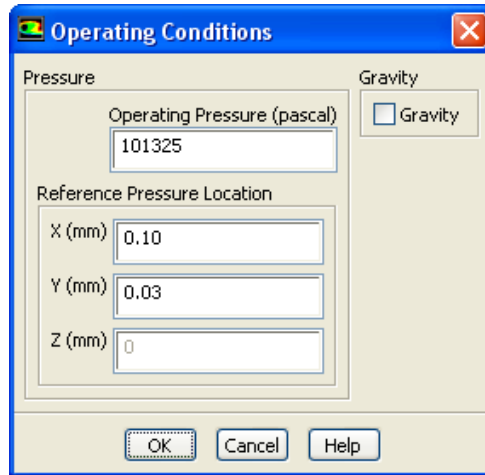 Operating Conditions
Pressure
Operating Pressure (pascal)
101325
Reference Pressure Location
X (mm) 0.10
Y (mm) 0.03
Z (mm) 0
Gravity
Gravity
OK Cancel Help